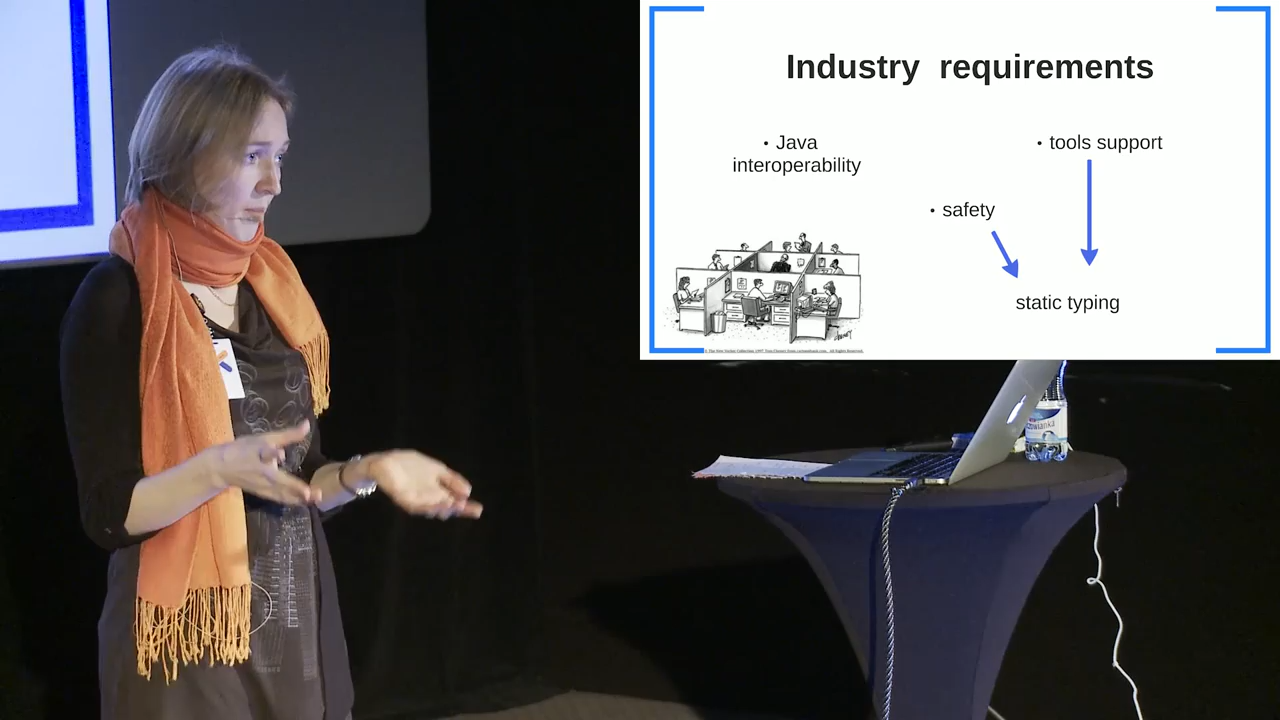 Industry requirements
• Java
interoperability
• tools support
• safety
static typing